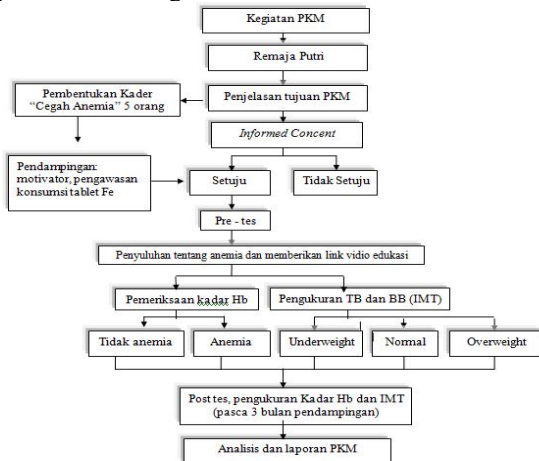 Kegiatan PKM
Remaja Putri
Pembentukan Kader
“Cegah Anemia” 5 orang
Penjelasan tujuan PKM
Informed Concent
Pendampingan:
motivator, pengawasan
konsumsi tablet Fe
Setuju
Tidak Setuju
Pre - tes
Penyuluhan tentang anemia dan memberikan link vidio edukasi
Pemeriksaan kadar Hb
Pengukuran TB dan BB (IMT)
Tidak anemia
Anemia
Underweight
Normal
Overweight
Post tes, pengukuran Kadar Hb dan IMT
(pasca 3 bulan pendampingan)
Analisis dan laporan PKM